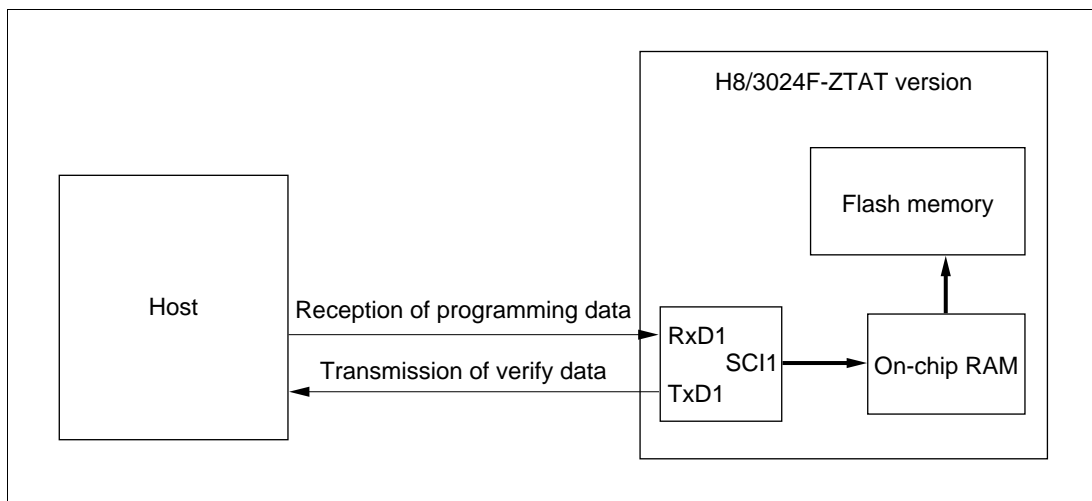 H8/3024F-ZTAT version
Flash memory
Host
Reception of programming data
RxD1
SCI1
On-chip RAM
Transmission of verify data
TxD1